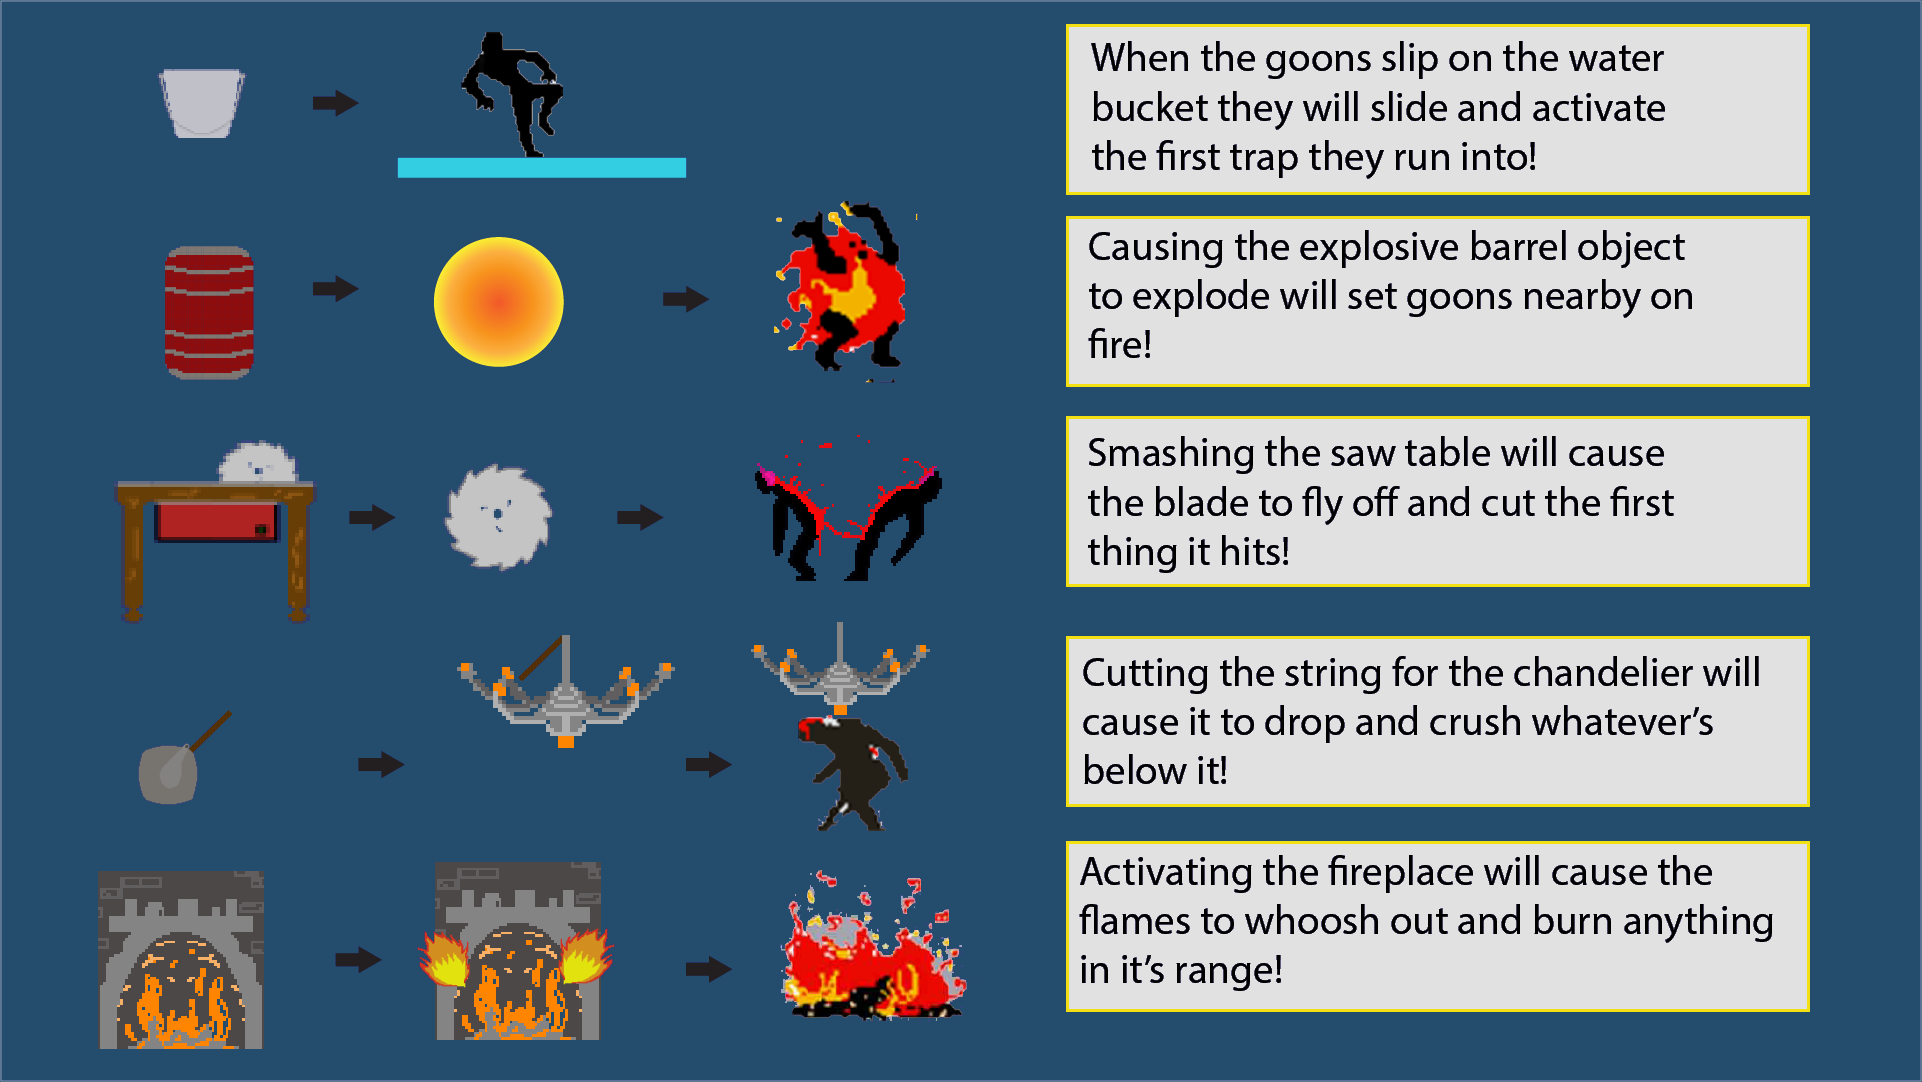 When the goons slip on the water
bucket they will slide and activate
the first trap they run into!
Causing the explosive barrel object
to explode will set goons nearby on
fire!
Smashing the saw table will cause
the blade to fly off and cut the first
thing it hits!
Cutting the string for the chandelier will
cause it to drop and crush whatever’s
below it!
Activating the fireplace will cause the
flames to whoosh out and burn anything
in it’s range!